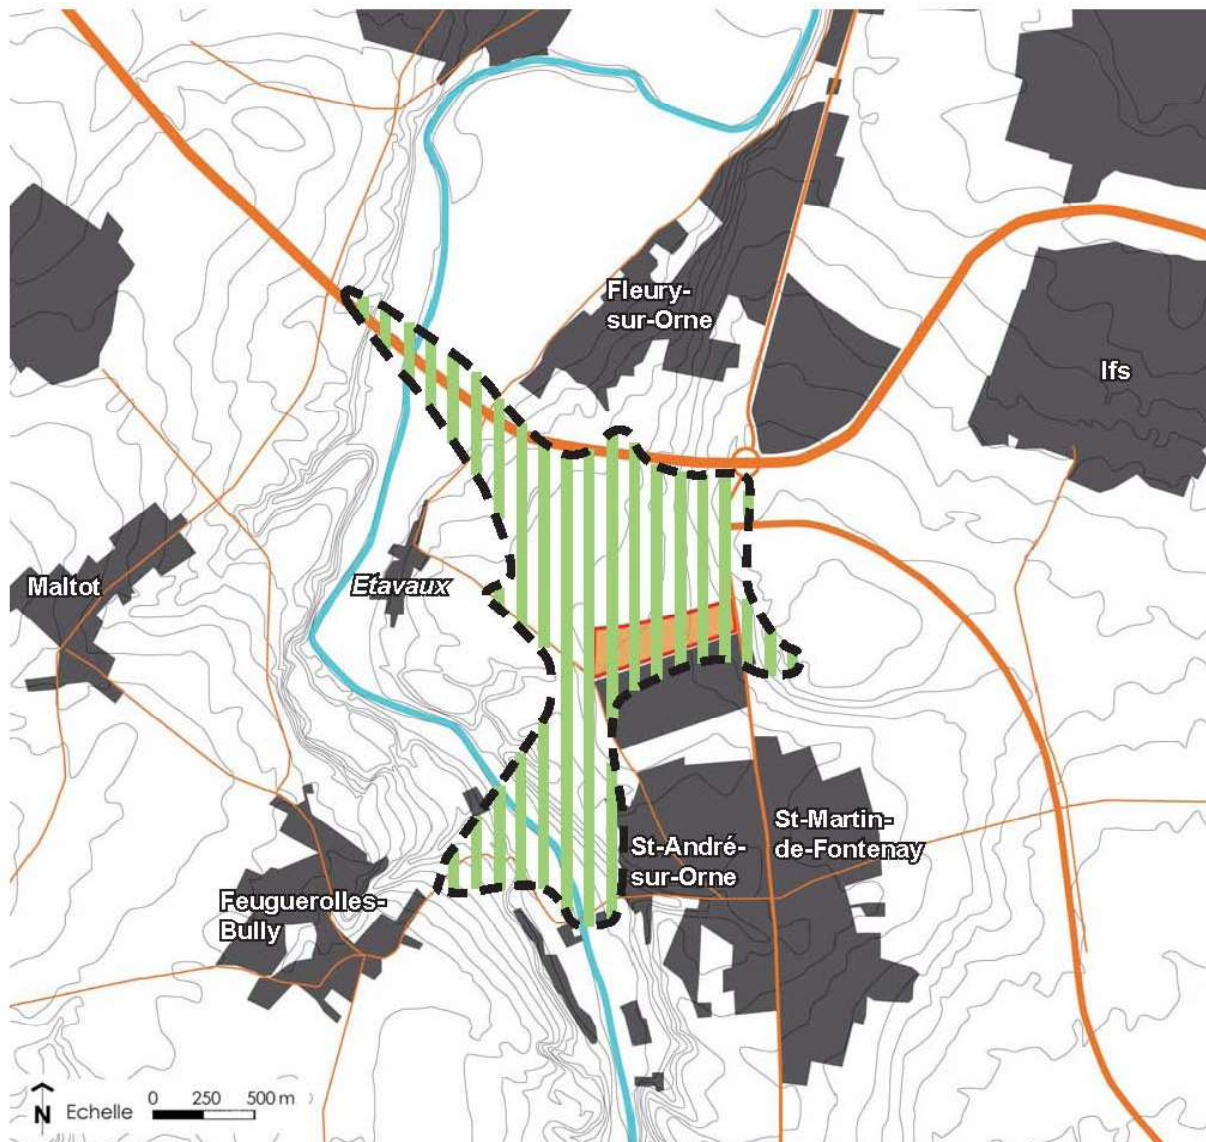 Fleury-
sur-Orne
Ifs
Maltot
Etavaux
St-Martin-
de-Fontenay
St-André-
sur-Orne
Feuguerolles-
Bully
N Echelle 0 250 500 m